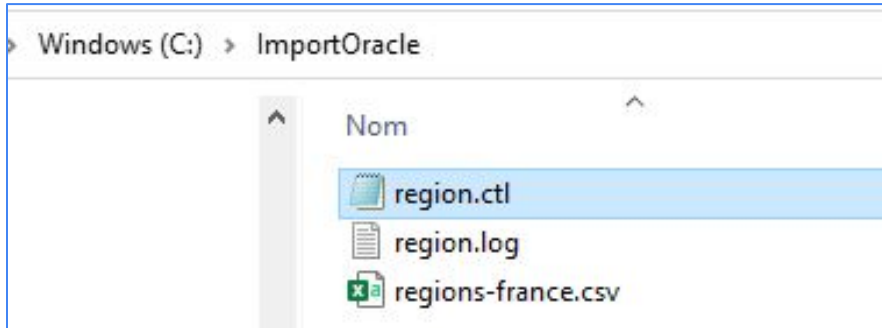 Windows (C:) > ImportOracle
Nom
region.ctl
region.log
regions-france.csv